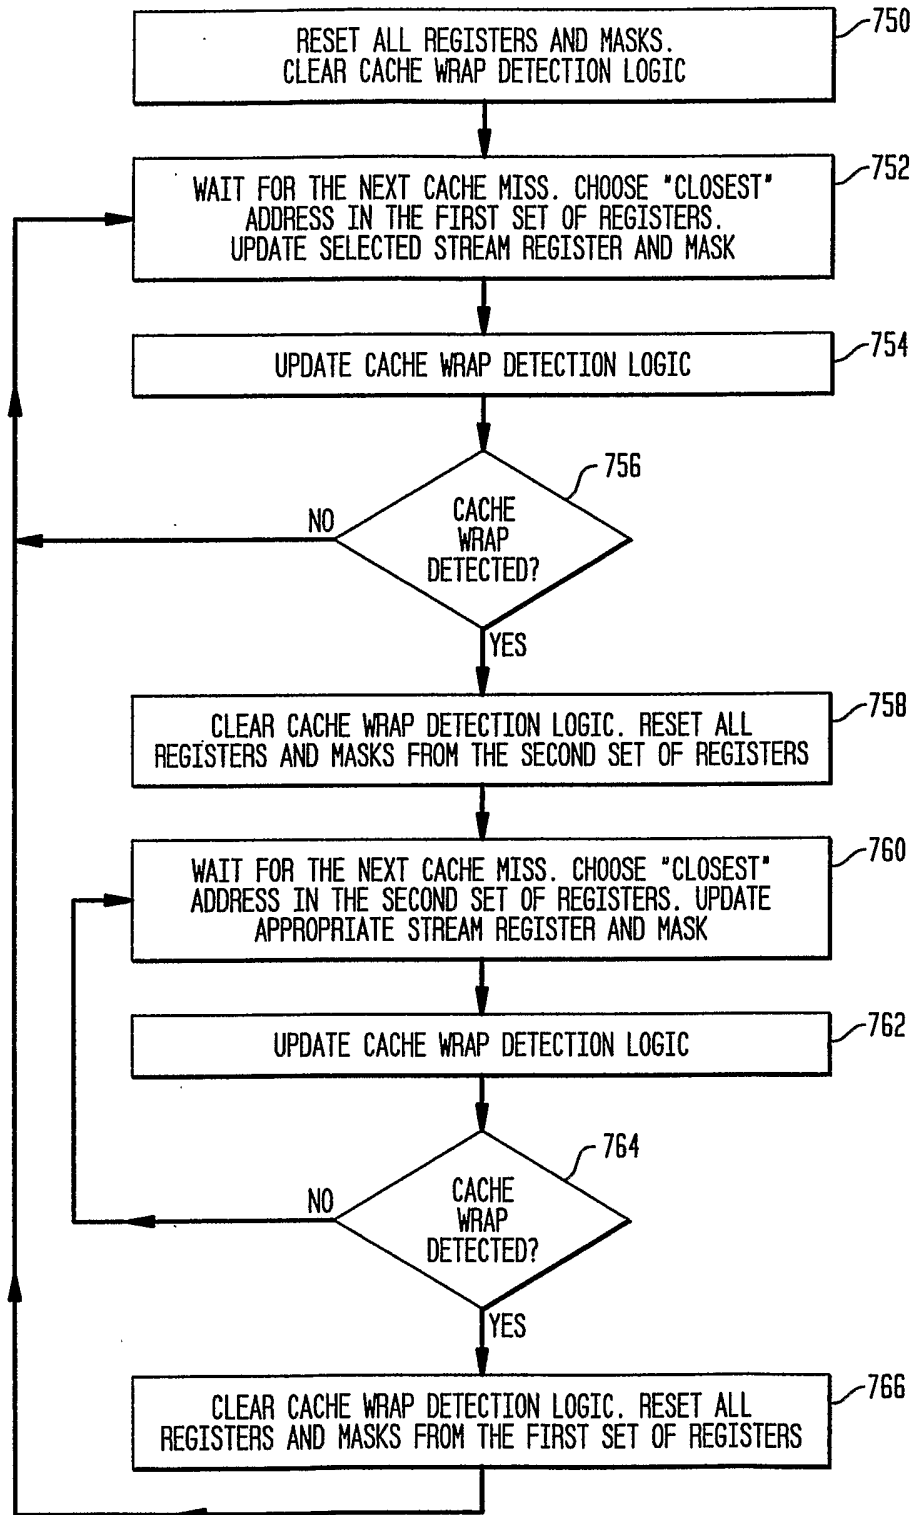 750
RESET ALL REGISTERS AND MASKS.
CLEAR CACHE WRAP DETECTION LOGIC
752
WAIT FOR THE NEXT CACHE MISS. CHOOSE "CLOSEST"
ADDRESS IN THE FIRST SET OF REGISTERS.
UPDATE SELECTED STREAM REGISTER AND MASK
754
UPDATE CACHE WRAP DETECTION LOGIC
756
CACHE
WRAP
DETECTED?
NO
YES
758
CLEAR CACHE WRAP DETECTION LOGIC. RESET ALL
REGISTERS AND MASKS FROM THE SECOND SET OF REGISTERS
760
WAIT FOR THE NEXT CACHE MISS. CHOOSE "CLOSEST"
ADDRESS IN THE SECOND SET OF REGISTERS. UPDATE
APPROPRIATE STREAM REGISTER AND MASK
762
UPDATE CACHE WRAP DETECTION LOGIC
764
CACHE
WRAP
DETECTED?
NO
YES
766
CLEAR CACHE WRAP DETECTION LOGIC. RESET ALL
REGISTERS AND MASKS FROM THE FIRST SET OF REGISTERS